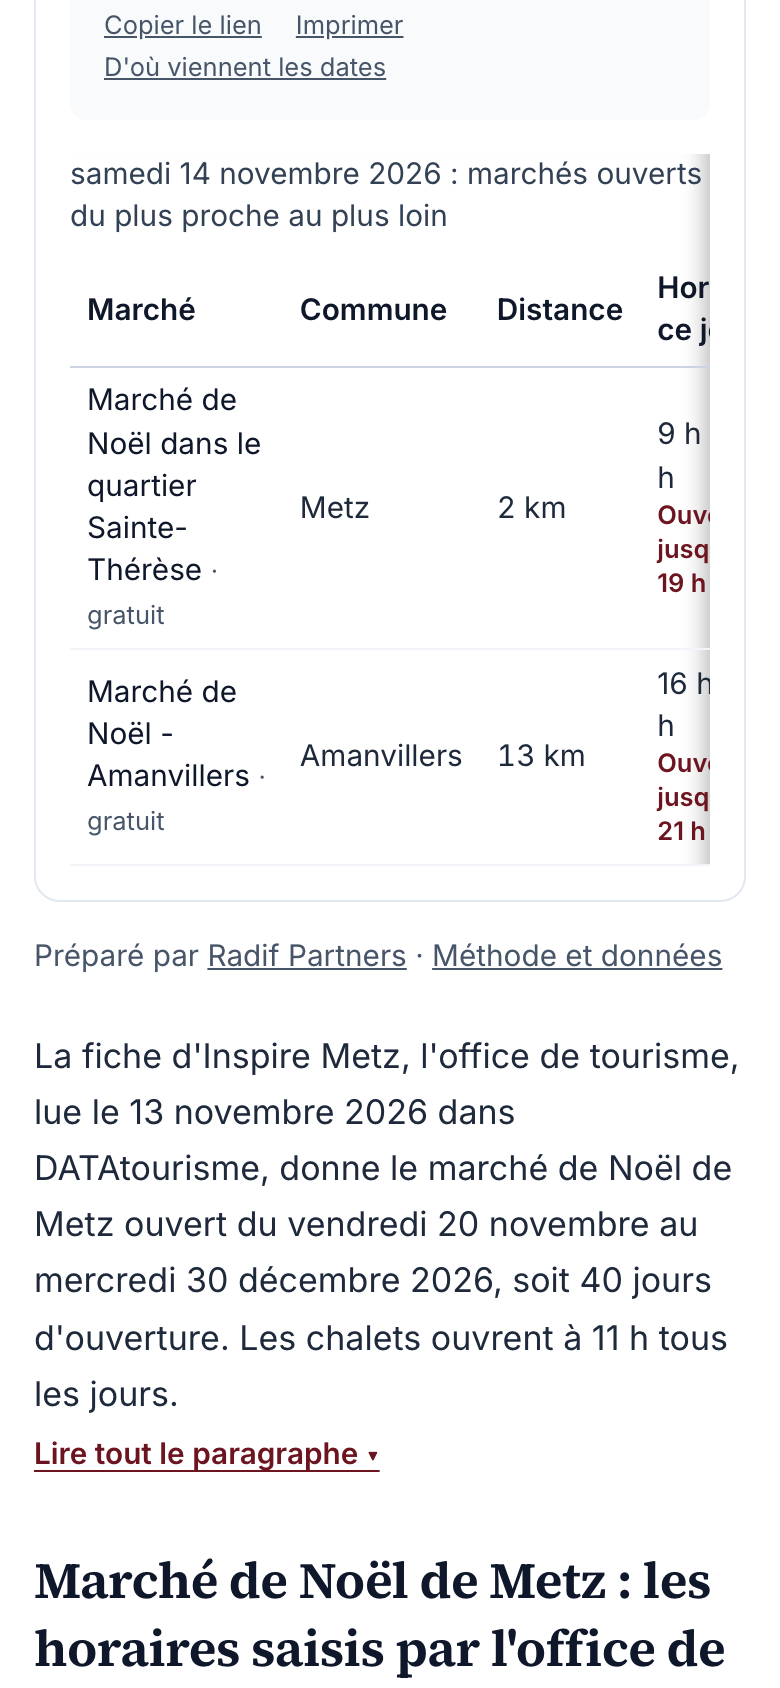 Copier le lien Imprimer
D'où viennent les dates
samedi 14 novembre 2026 : marchés ouverts
du plus proche au plus loin
Marché Commune Distance
ce
Marché de
Noël dans le
quartier
Sainte-
Thérèse ·
gratuit
Metz
2 km
9 h
h
19 h
Marché de
Noël -
Amanvillers ·
gratuit
Amanvillers
13 km
16 h
h
21 h
Préparé par Radif Partners · Méthode et données
La fiche d'Inspire Metz, l'office de tourisme,
lue le 13 novembre 2026 dans
DATAtourisme, donne le marché de Noël de
Metz ouvert du vendredi 20 novembre au
mercredi 30 décembre 2026, soit 40 jours
d'ouverture. Les chalets ouvrent à 11 h tous
les jours.
Lire tout le paragraphe ▾
Marché de Noël de Metz : les
horaires saisis par l'office de